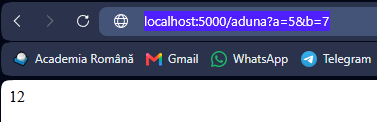 localhost:5000/aduna?a=5&b=7
Academia Română Gmail WhatsApp Telegram
12